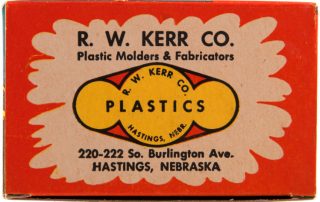 R. W. KERR CO.
Plastic Molders & Fabricators
R. W. KERR CO.
PLASTICS
HASTINGS, NEBR.
220-222 So. Burlington Ave.
HASTINGS, NEBRASKA